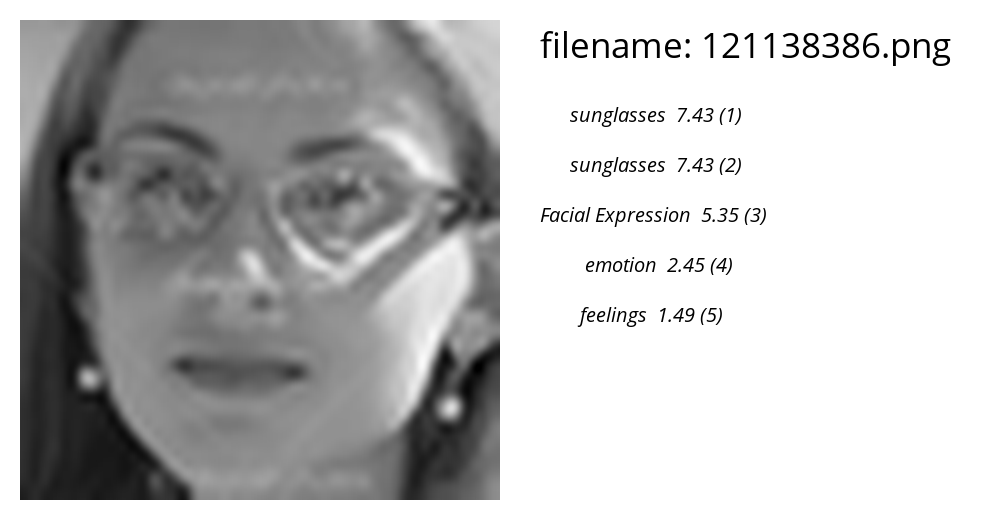 filename: 121138386.png
sunglasses 7.43 (1)
sunglasses 7.43 (2)
Facial Expression 5.35 (3)
emotion 2.45 (4)
feelings 1.49 (5)